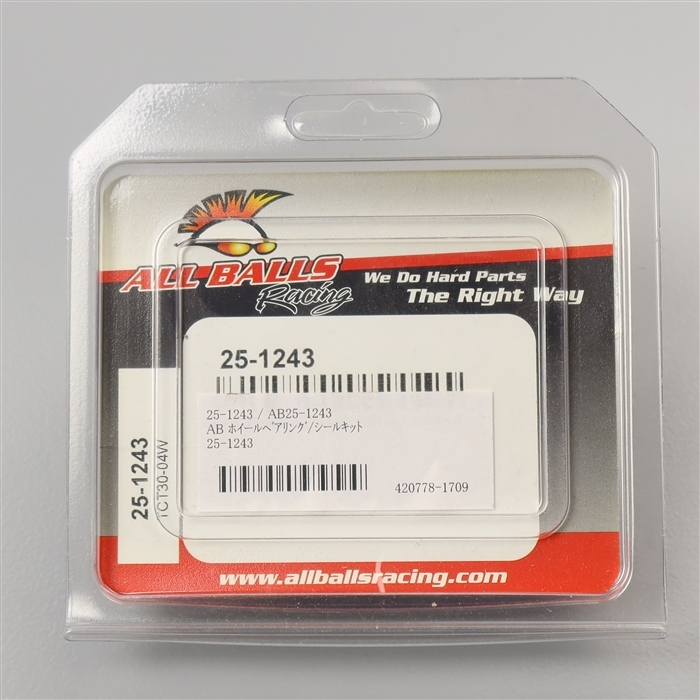 ALL BALLS
Racing
We Do Hard Parts
The Right Way
25-1243
25-1243 / AB25-1243
AB ホイールベアリング/シールキット
25-1243
420778-1709
25-1243
TCT30-04W
www.allballsracing.com